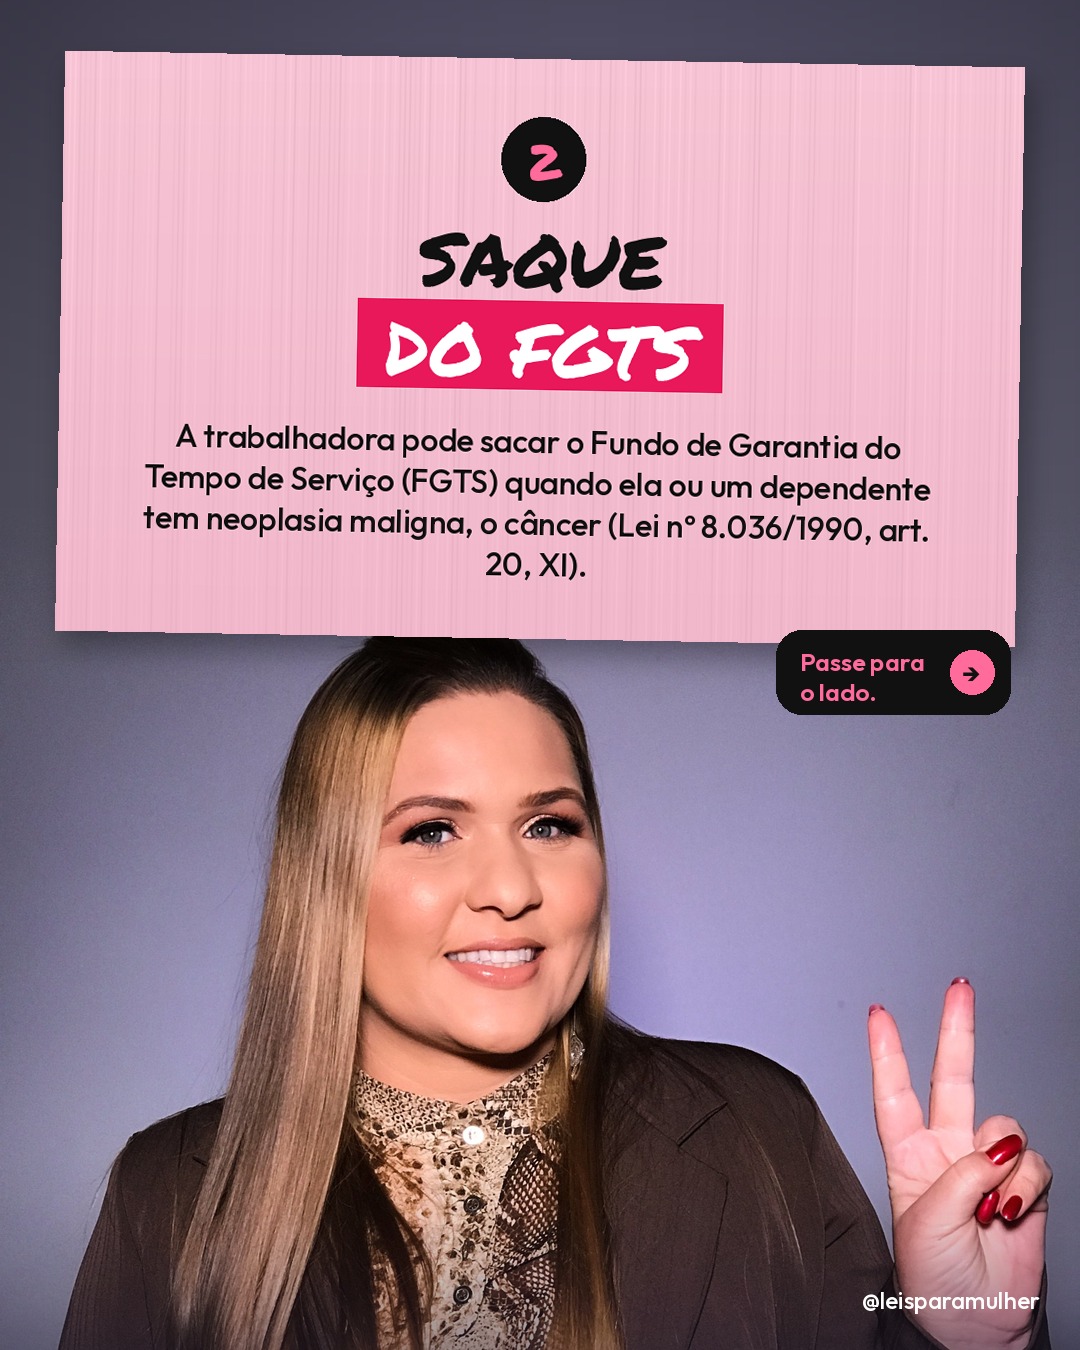 2
SAQUE
DO FGTS
A trabalhadora pode sacar o Fundo de Garantia do
Tempo de Serviço (FGTS) quando ela ou um dependente
tem neoplasia maligna, o câncer (Lei nº 8.036/1990, art.
20, XI).
Passe para
o lado.
@leisparamulher